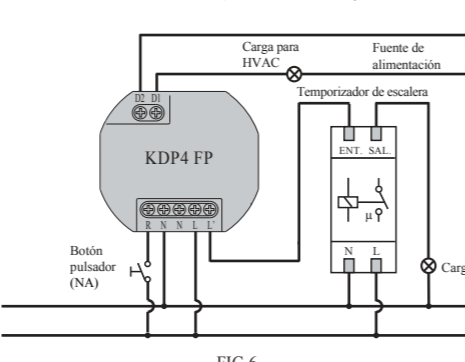 Carga para
HVAC
Fuente de
alimentación
Temporizador de escalera
D2 D1
KDP4 FP
ENT. SAL.
µ
R N N L L'
N L
Botón
pulsador
(NA)
Carg
FIG 6